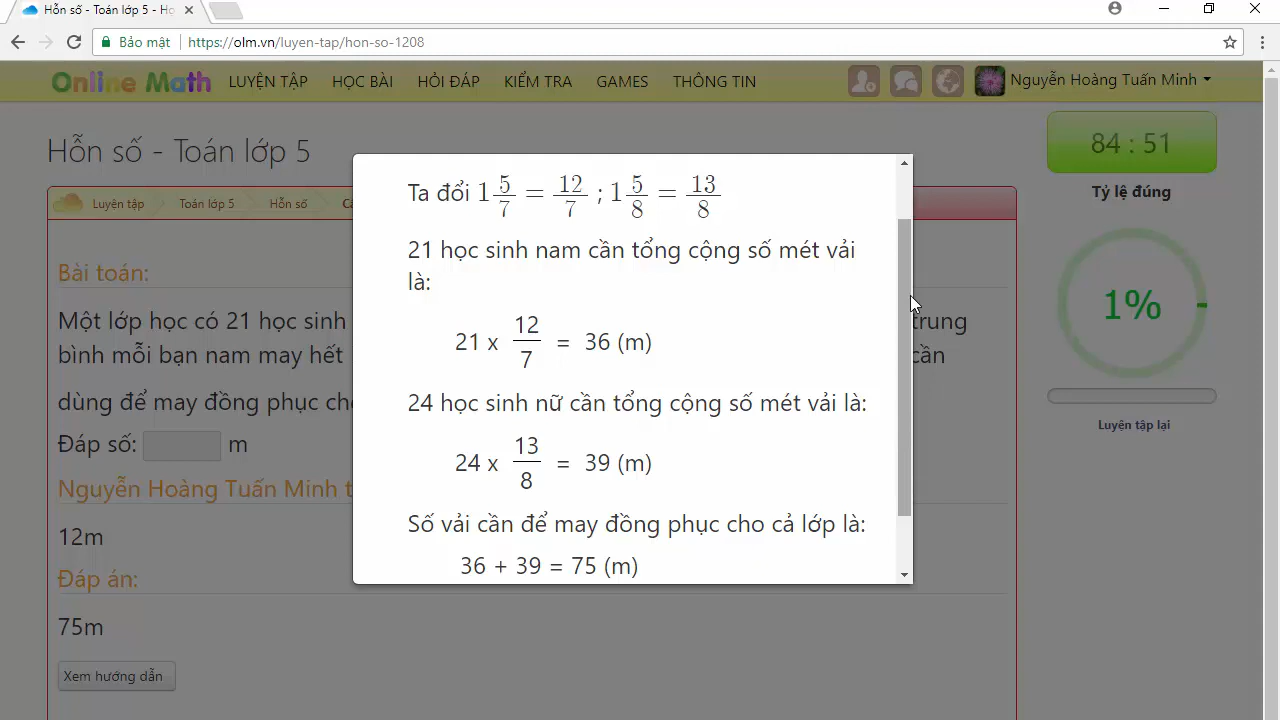 Hỗn số - Toán lớp 5 - Họ
Bảo mật https://olm.vn/luyen-tap/hon-so-1208
Online Math LUYỆN TẬP HỌC BÀI HỎI ĐÁP KIỂM TRA GAMES THÔNG TIN Nguyễn Hoàng Tuấn Minh
Hỗn số - Toán lớp 5
84 : 51
Tỷ lệ đúng
1%
Luyện tập lại
Luyện tập Toán lớp 5 Hỗn số
Bài toán:
Một lớp học có 21 học sinh trung
bình mỗi bạn nam may hết cần
dùng để may đồng phục
Đáp số: m
Nguyễn Hoàng Tuấn Minh
12m
Đáp án:
75m
Xem hướng dẫn
Ta đổi 1 5/7 = 12/7 ; 1 5/8 = 13/8
21 học sinh nam cần tổng cộng số mét vải
là:
21 x 12/7 = 36 (m)
24 học sinh nữ cần tổng cộng số mét vải là:
24 x 13/8 = 39 (m)
Số vải cần để may đồng phục cho cả lớp là:
36 + 39 = 75 (m)